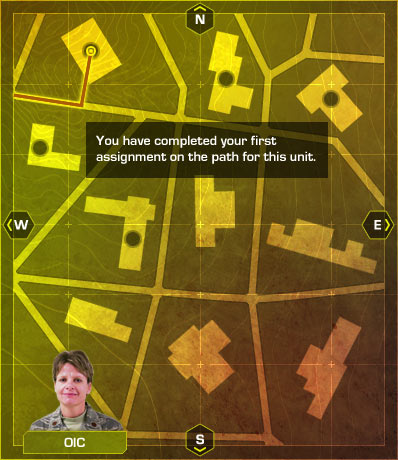 N
You have completed your first
assignment on the path for this unit.
W
E
S
OIC